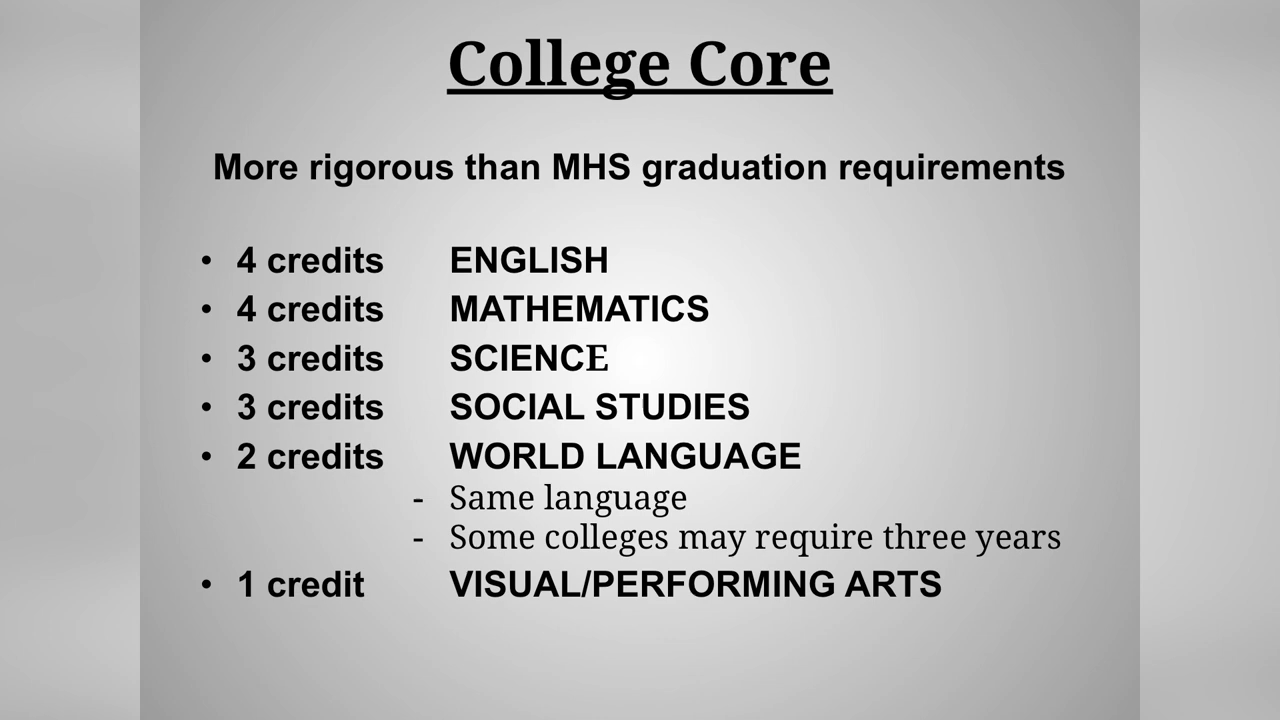 College Core
More rigorous than MHS graduation requirements
• 4 credits ENGLISH
• 4 credits MATHEMATICS
• 3 credits SCIENCE
• 3 credits SOCIAL STUDIES
• 2 credits WORLD LANGUAGE
- Same language
- Some colleges may require three years
• 1 credit VISUAL/PERFORMING ARTS